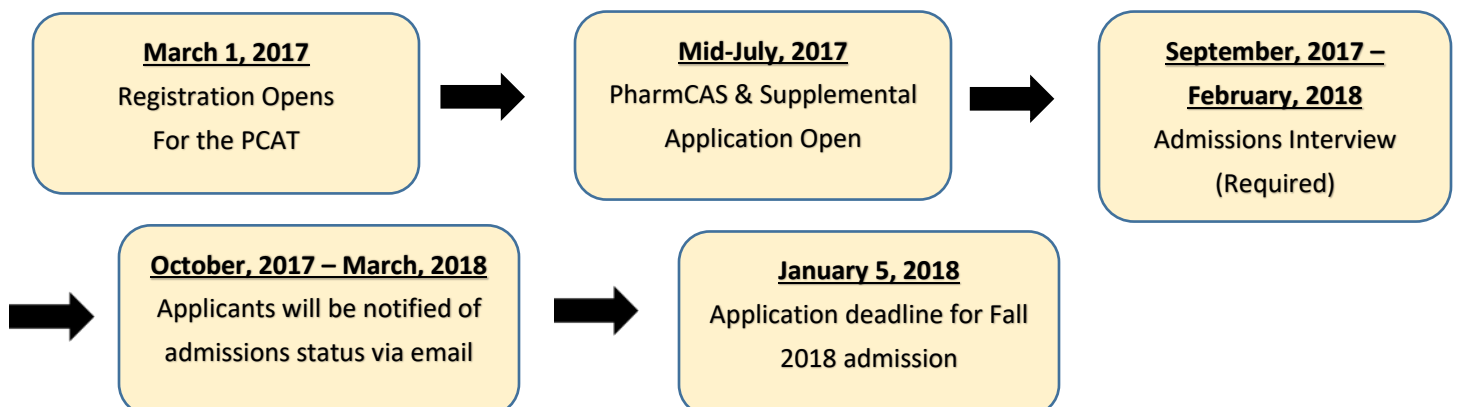 March 1, 2017
Registration Opens
For the PCAT
Mid-July, 2017
PharmCAS & Supplemental
Application Open
September, 2017 –
February, 2018
Admissions Interview
(Required)
October, 2017 – March, 2018
Applicants will be notified of
admissions status via email
January 5, 2018
Application deadline for Fall
2018 admission